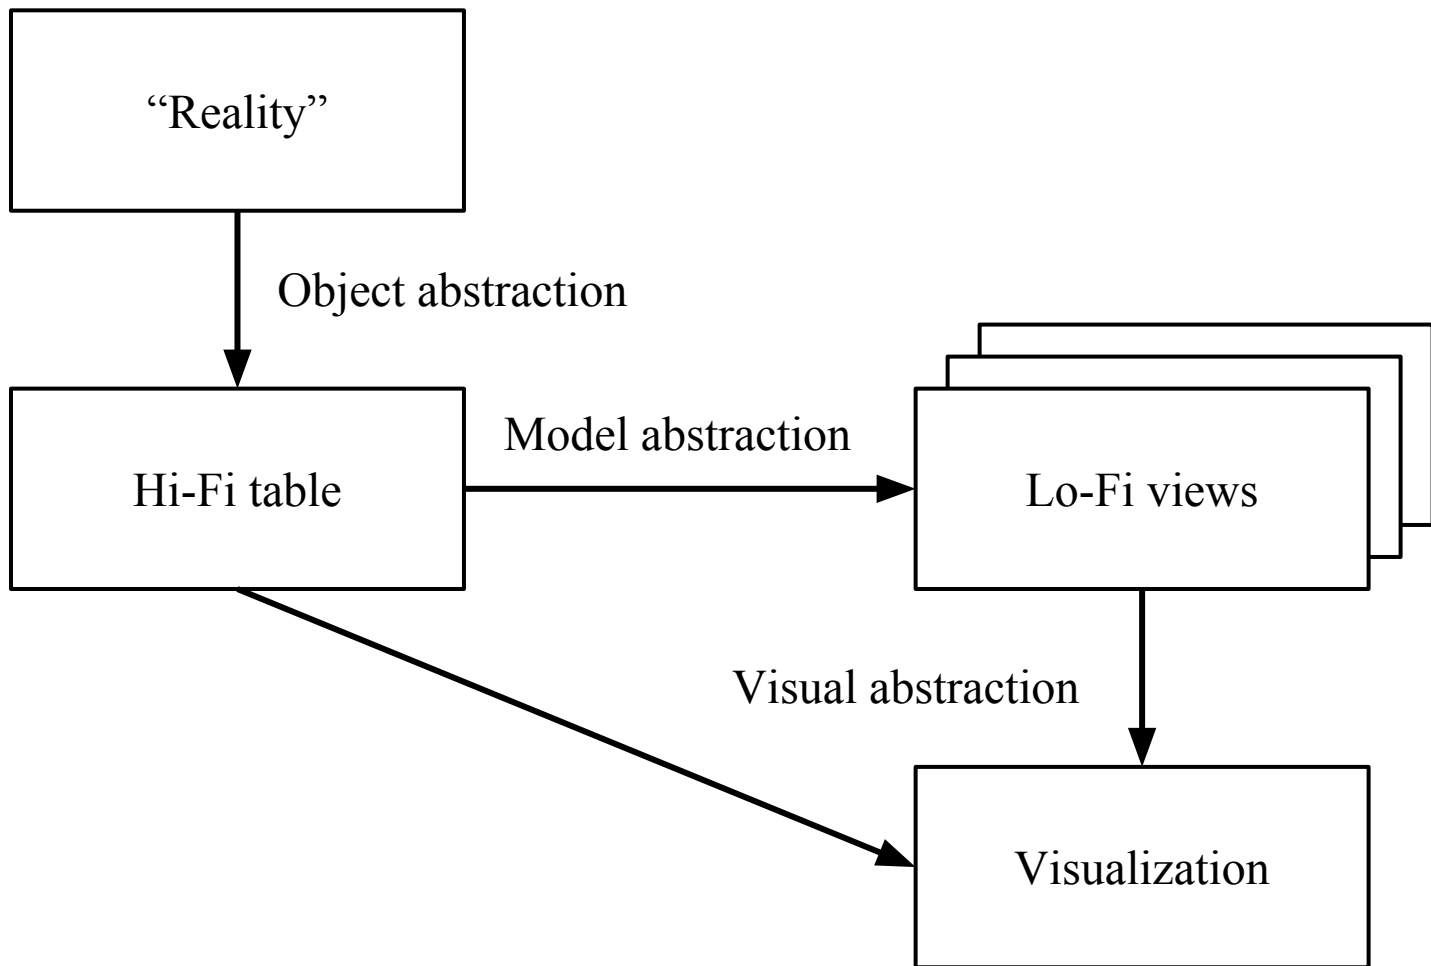 “Reality”
Object abstraction
Model abstraction
Hi-Fi table
Lo-Fi views
Visual abstraction
Visualization